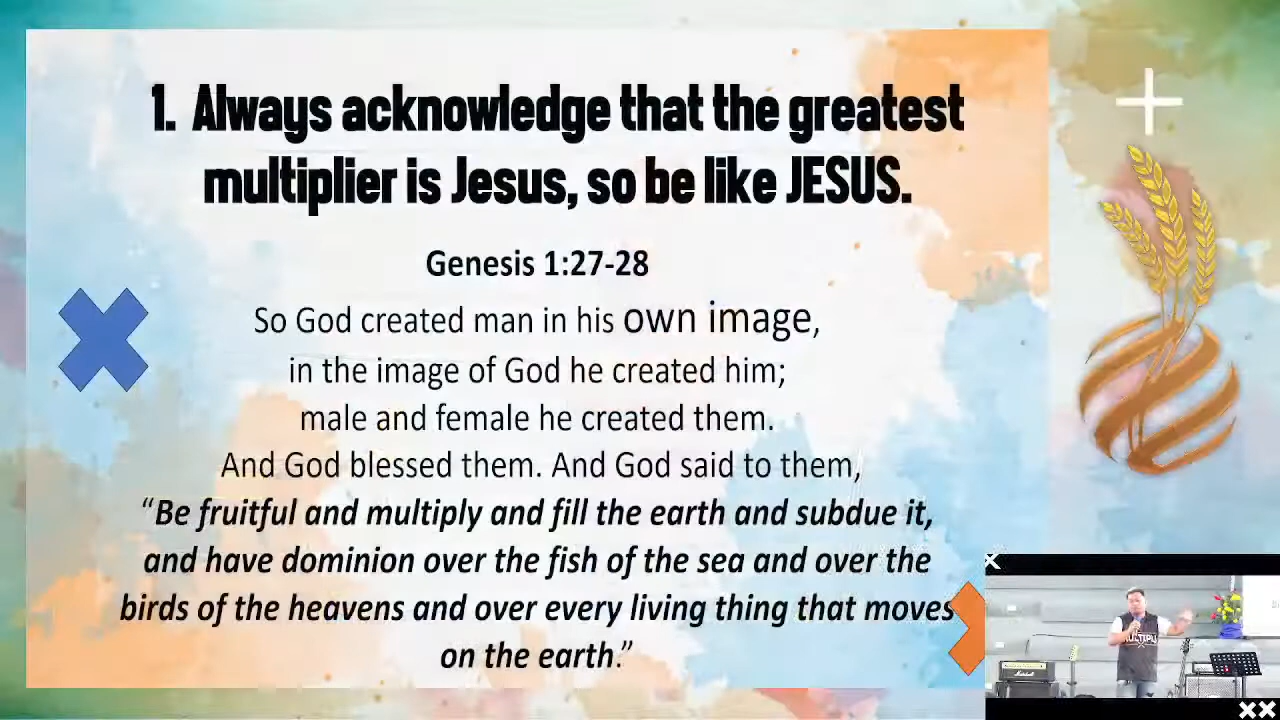 1. Always acknowledge that the greatest
multiplier is Jesus, so be like JESUS.
Genesis 1:27-28
So God created man in his own image,
in the image of God he created him;
male and female he created them.
And God blessed them. And God said to them,
“Be fruitful and multiply and fill the earth and subdue it,
and have dominion over the fish of the sea and over the
birds of the heavens and over every living thing that moves
on the earth.”